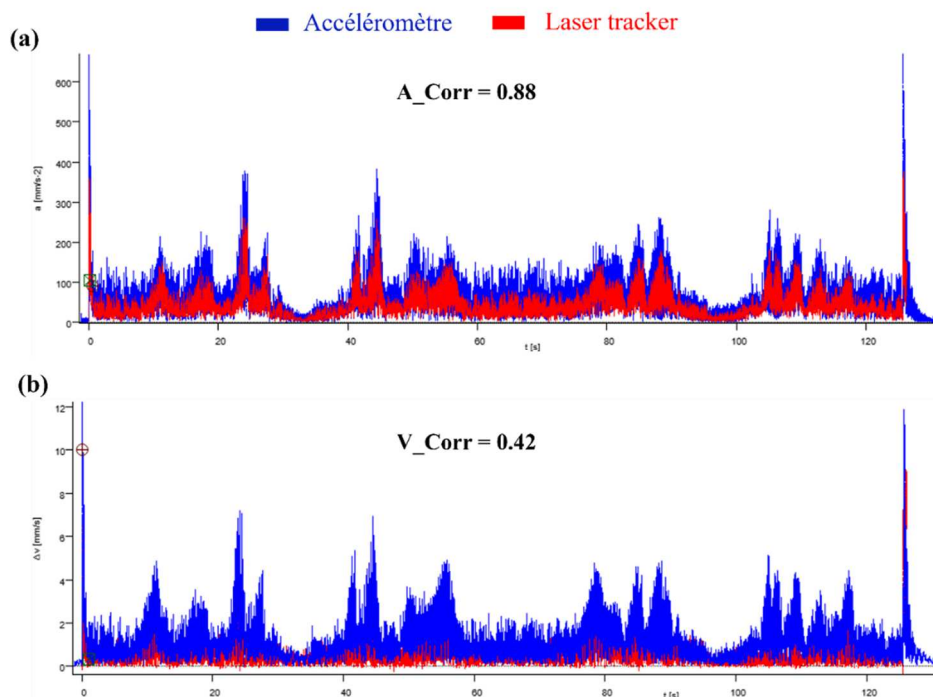 Accéléromètre Laser tracker
(a)
A_Corr = 0.88
a [mm/s-2]
600
500
400
300
200
100
0
0 20 40 60 80 100 120
t [s]
(b)
V_Corr = 0.42
Δv [mm/s]
12
10
8
6
4
2
0
0 20 40 60 80 100 120
t [s]